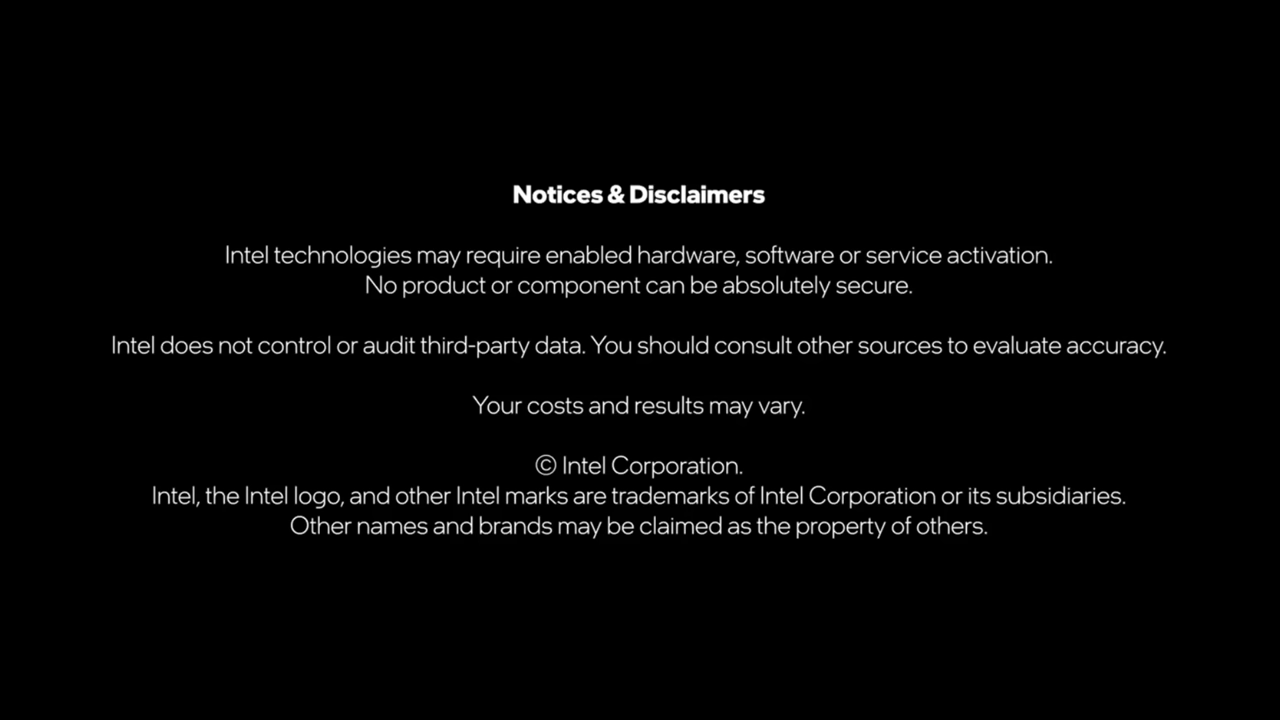 Notices & Disclaimers
Intel technologies may require enabled hardware, software or service activation.
No product or component can be absolutely secure.
Intel does not control or audit third-party data. You should consult other sources to evaluate accuracy.
Your costs and results may vary.
© Intel Corporation.
Intel, the Intel logo, and other Intel marks are trademarks of Intel Corporation or its subsidiaries.
Other names and brands may be claimed as the property of others.